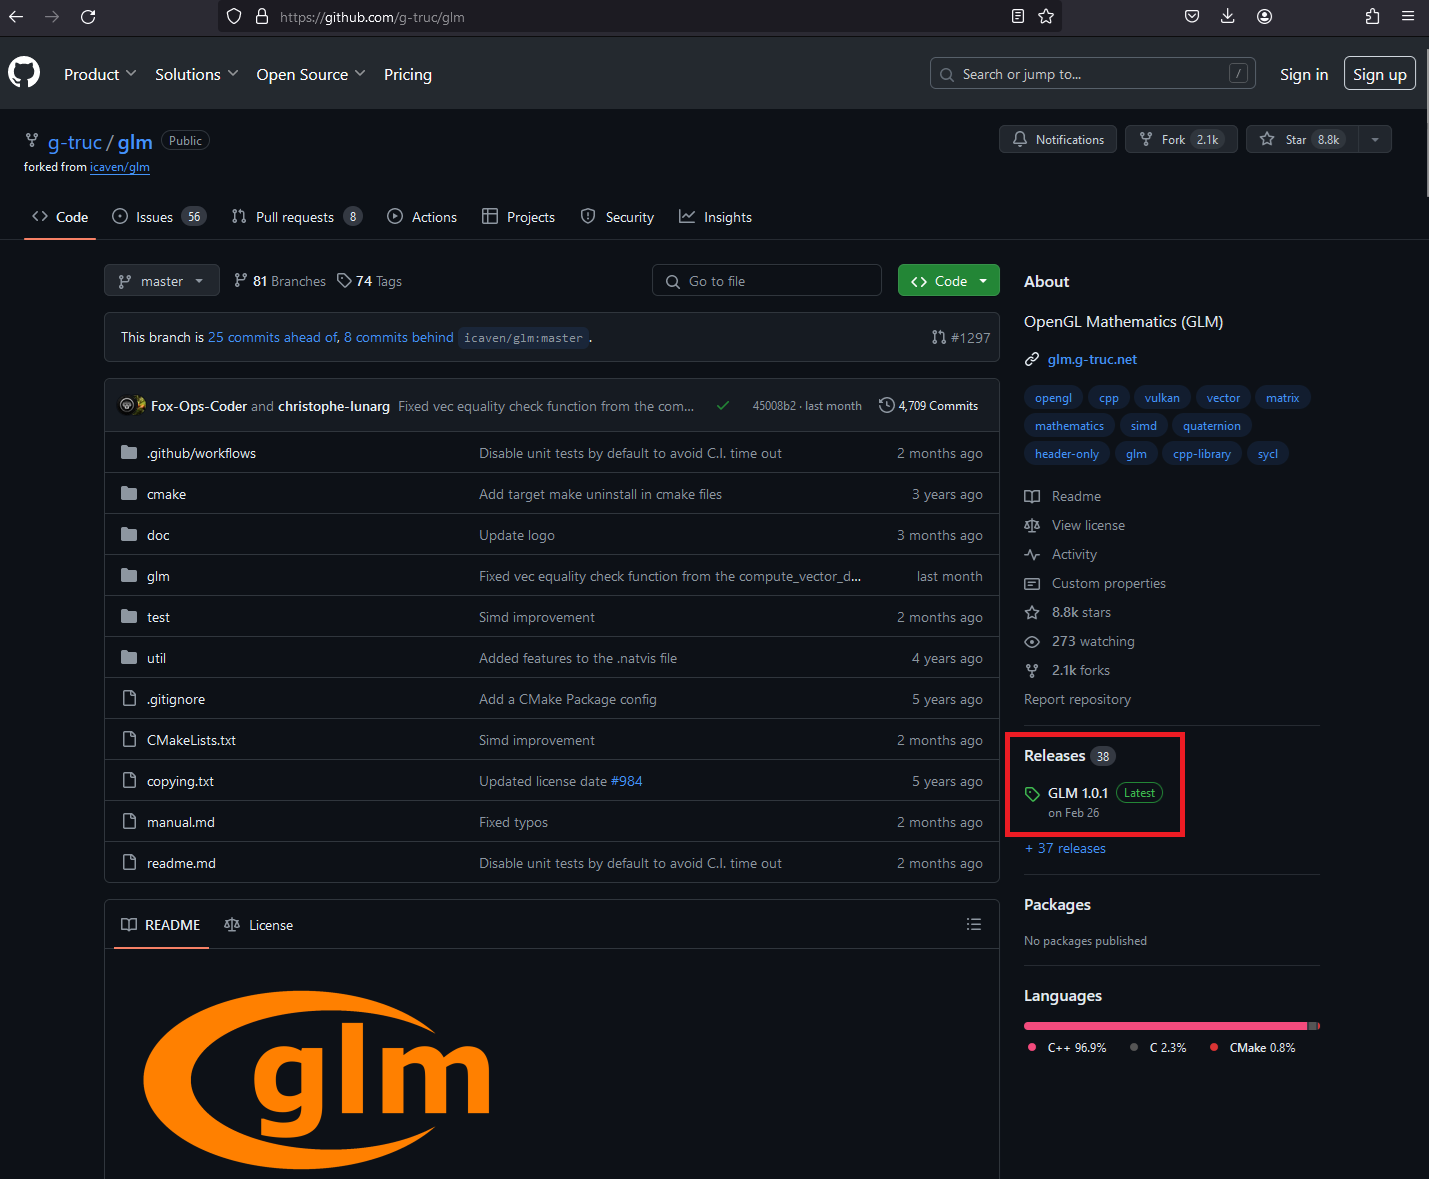 https://github.com/g-truc/glm
Product Solutions Open Source Pricing
Search or jump to... /
Sign in Sign up
g-truc / glm Public
forked from icaven/glm
Notifications Fork 2.1k Star 8.8k
Code Issues 56 Pull requests 8 Actions Projects Security Insights
master 81 Branches 74 Tags
Go to file Code
This branch is 25 commits ahead of, 8 commits behind icaven/glm:master .
#1297
Fox-Ops-Coder and christophe-lunarg Fixed vec equality check function from the com... 45008b2 · last month 4,709 Commits
.github/workflows Disable unit tests by default to avoid C.I. time out 2 months ago
cmake Add target make uninstall in cmake files 3 years ago
doc Update logo 3 months ago
glm Fixed vec equality check function from the compute_vector_d... last month
test Simd improvement 2 months ago
util Added features to the .natvis file 4 years ago
.gitignore Add a CMake Package config 5 years ago
CMakeLists.txt Simd improvement 2 months ago
copying.txt Updated license date #984 5 years ago
manual.md Fixed typos 2 months ago
readme.md Disable unit tests by default to avoid C.I. time out 2 months ago
README License
glm
About
OpenGL Mathematics (GLM)
glm.g-truc.net
opengl cpp vulkan vector matrix
mathematics simd quaternion
header-only glm cpp-library sycl
Readme
View license
Activity
Custom properties
8.8k stars
273 watching
2.1k forks
Report repository
Releases 38
GLM 1.0.1 Latest
on Feb 26
+ 37 releases
Packages
No packages published
Languages
C++ 96.9% C 2.3% CMake 0.8%